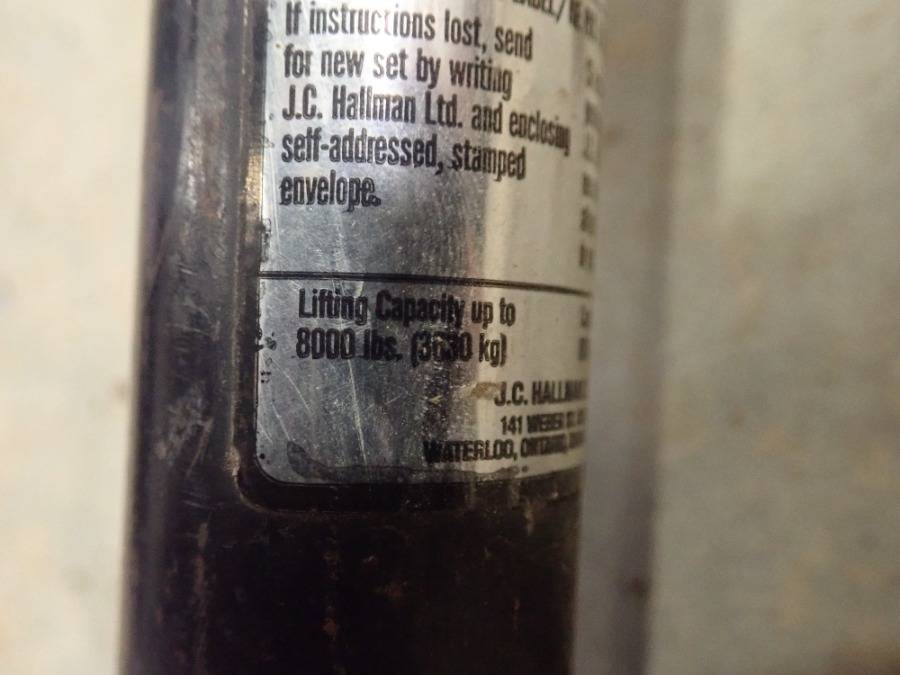 LABEL/
If instructions lost, send
for new set by writing
J.C. Hallman Ltd. and enclosing
self-addressed, stamped
envelope.
Lifting Capacity up to
8000 lbs. (3630 kg)
J.C. HALLMAN
141 WEBER ST.
WATERLOO, ONTARIO,